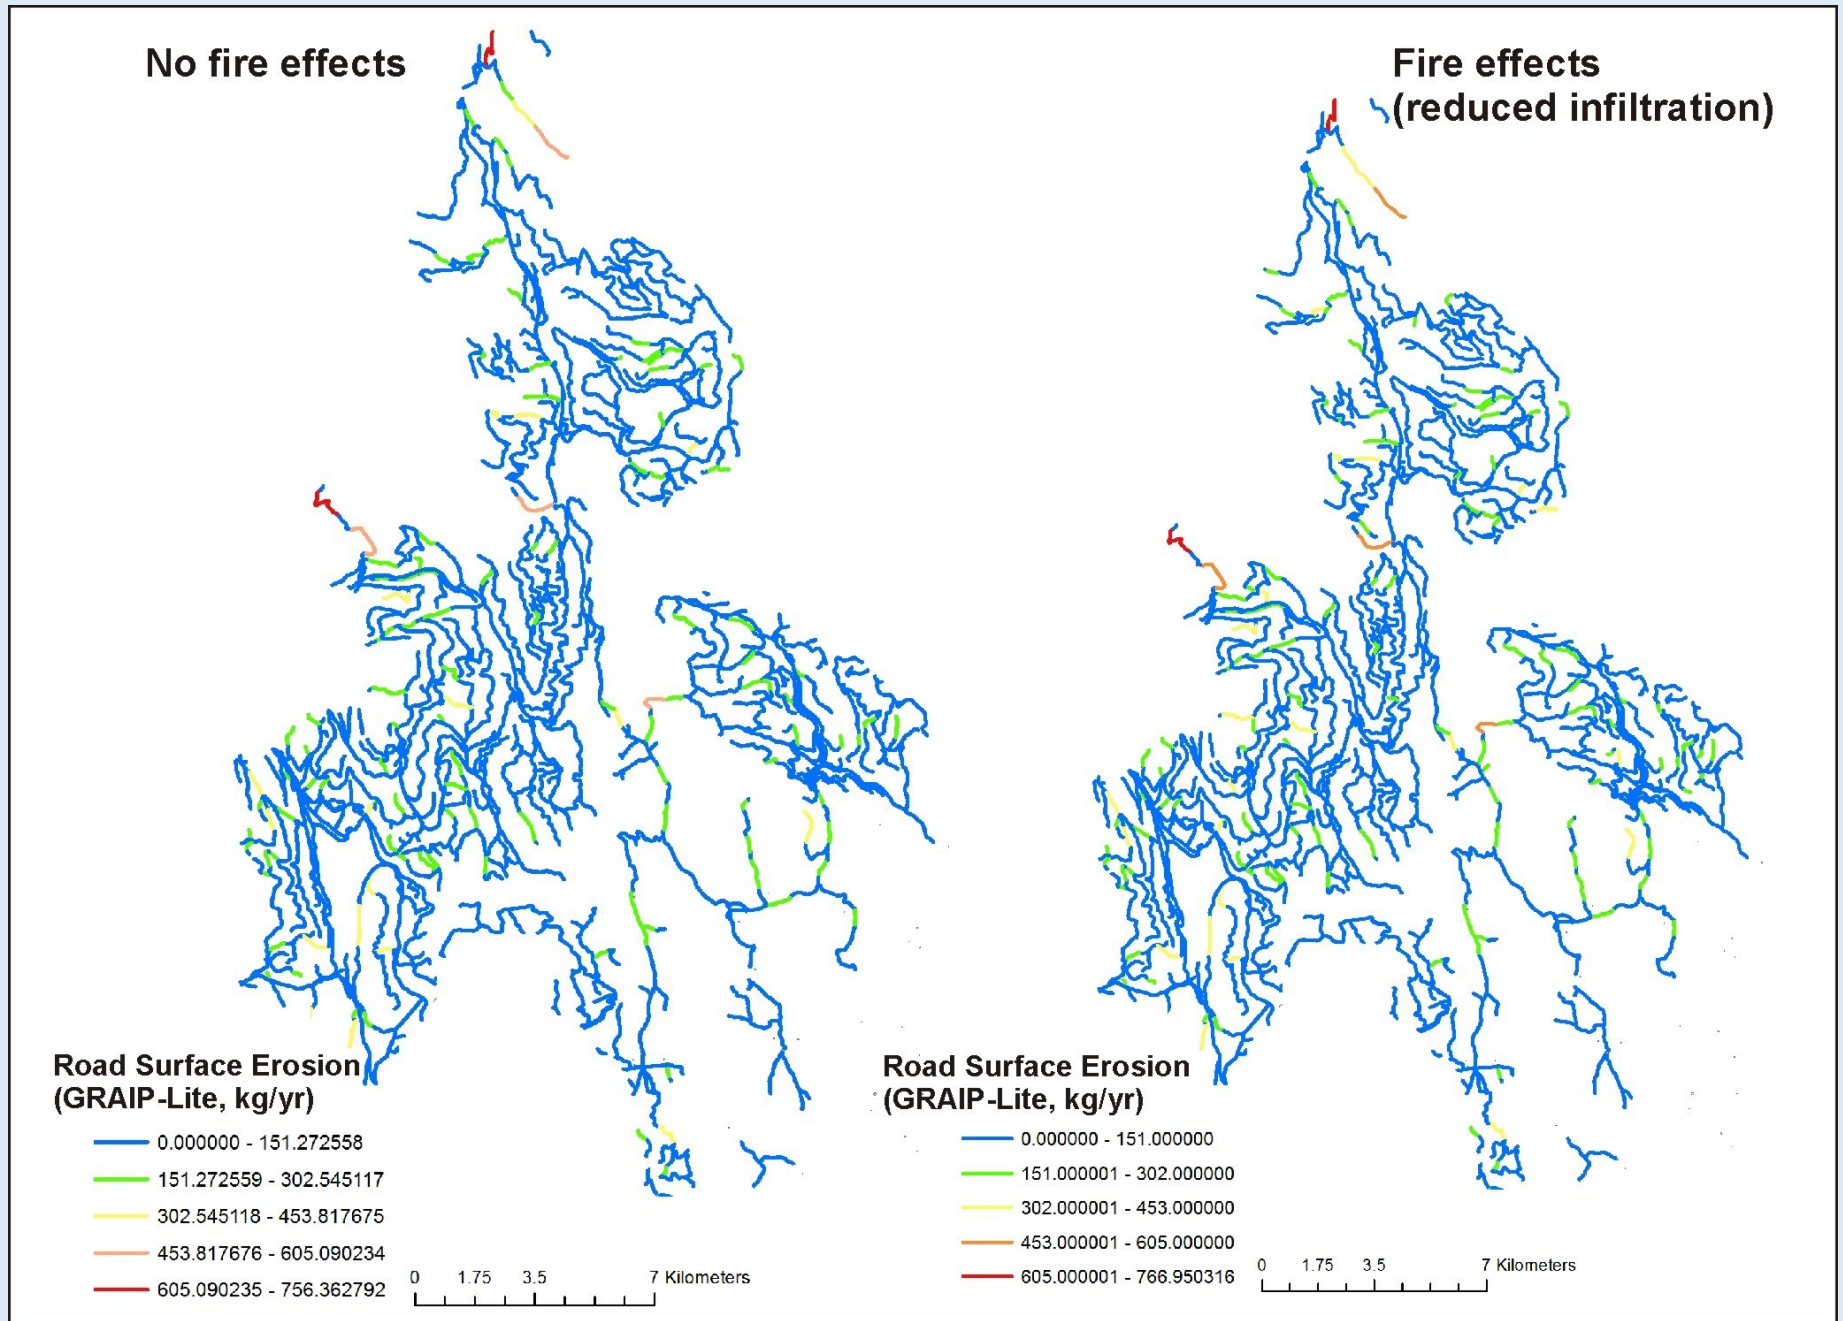 No fire effects
Fire effects
(reduced infiltration)
Road Surface Erosion
(GRAIP-Lite, kg/yr)
0.000000 - 151.272558
151.272559 - 302.545117
302.545118 - 453.817675
453.817676 - 605.090234
605.090235 - 756.362792
0 1.75 3.5 7 Kilometers
Road Surface Erosion
(GRAIP-Lite, kg/yr)
0.000000 - 151.000000
151.000001 - 302.000000
302.000001 - 453.000000
453.000001 - 605.000000
605.000001 - 766.950316
0 1.75 3.5 7 Kilometers